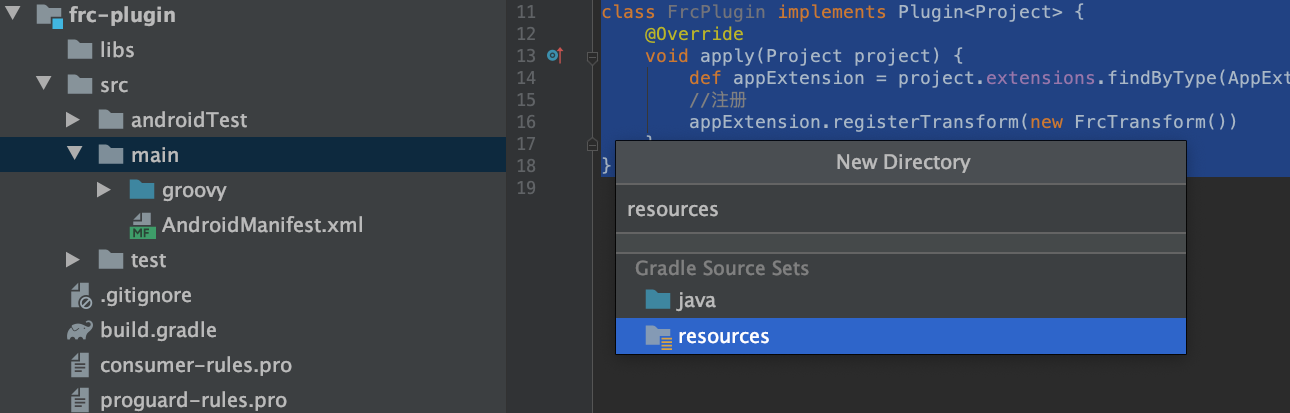 frc-plugin
libs
src
androidTest
main
groovy
MF AndroidManifest.xml
test
.gitignore
build.gradle
consumer-rules.pro
proguard-rules.pro
11 class FrcPlugin implements Plugin<Project> {
12 @Override
13 void apply(Project project) {
14 def appExtension = project.extensions.findByType(AppExt
15 //注册
16 appExtension.registerTransform(new FrcTransform())
17
18 }
19
New Directory
resources
Gradle Source Sets
java
resources